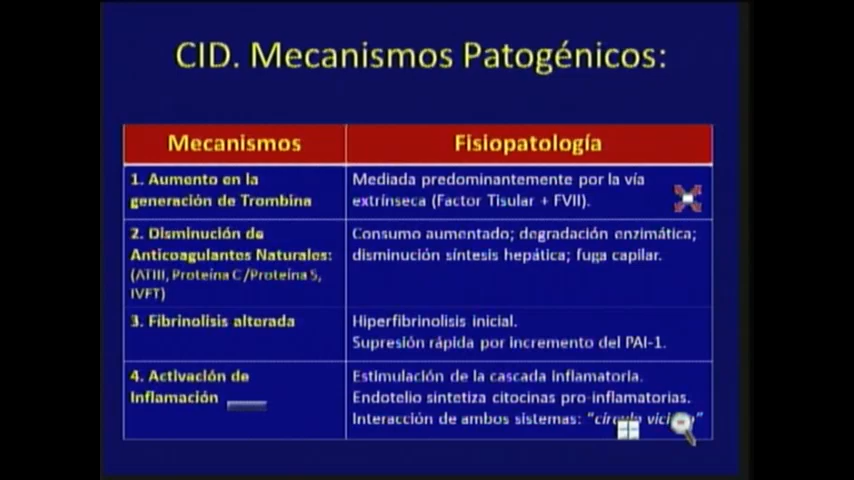 CID. Mecanismos Patogénicos:
Mecanismos
Fisiopatología
1. Aumento en la
generación de Trombina
Mediada predominantemente por la vía
extrínseca (Factor Tisular + FVII).
2. Disminución de
Anticoagulantes Naturales:
(ATIII, Proteína C/Proteína S,
IVFT)
Consumo aumentado; degradación enzimática;
disminución síntesis hepática; fuga capilar.
3. Fibrinolisis alterada
Hiperfibrinolisis inicial.
Supresión rápida por incremento del PAI-1.
4. Activación de
Inflamación
Estimulación de la cascada inflamatoria.
Endotelio sintetiza citocinas pro-inflamatorias.
Interacción de ambos sistemas: